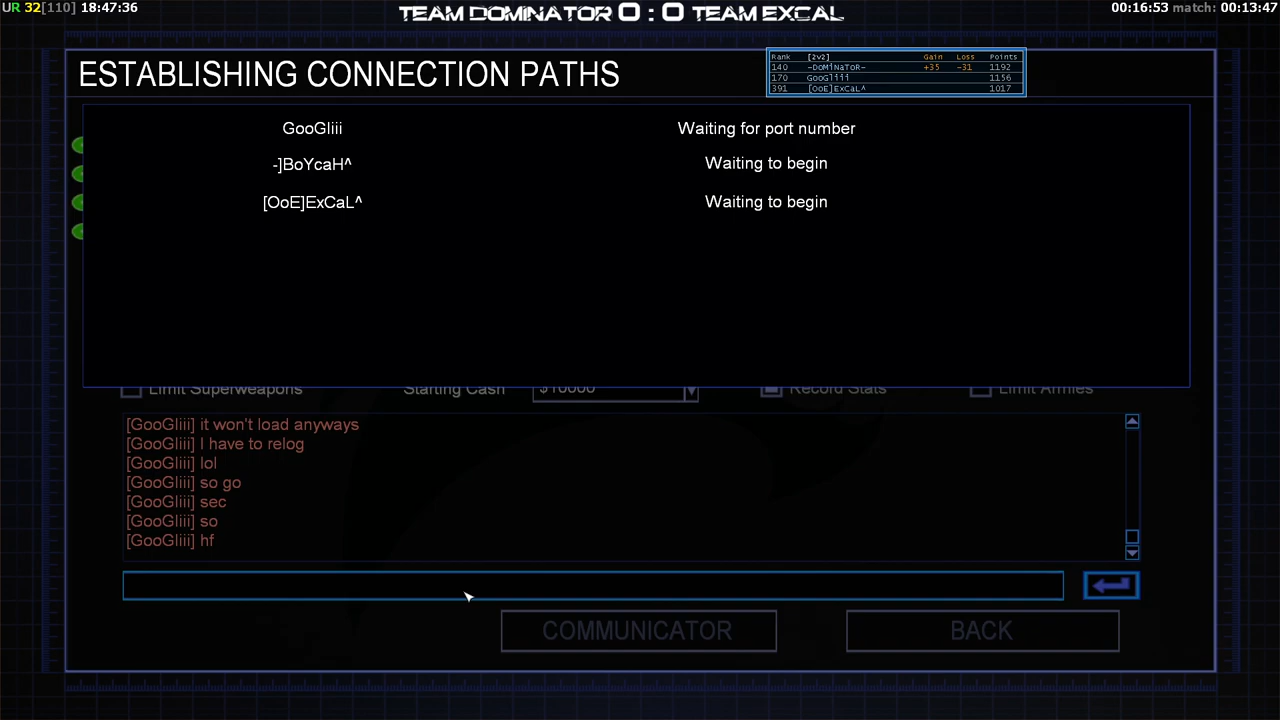 UR 32[110] 18:47:36
TEAM DOMINATOR 0 : 0 TEAM EXCAL
00:16:53 match: 00:13:47
ESTABLISHING CONNECTION PATHS
Rank [2v2] Gain Loss Points
140 -DoMiNaToR- +35 -31 1192
170 GooGliii 1156
391 [OoE]ExCaL^ 1017
GooGliii Waiting for port number
-]BoYcaH^ Waiting to begin
[OoE]ExCaL^ Waiting to begin
Limit Superweapons Starting Cash $10000 Record Stats Limit Armies
[GooGliii] it won't load anyways
[GooGliii] I have to relog
[GooGliii] lol
[GooGliii] so go
[GooGliii] sec
[GooGliii] so
[GooGliii] hf
COMMUNICATOR BACK